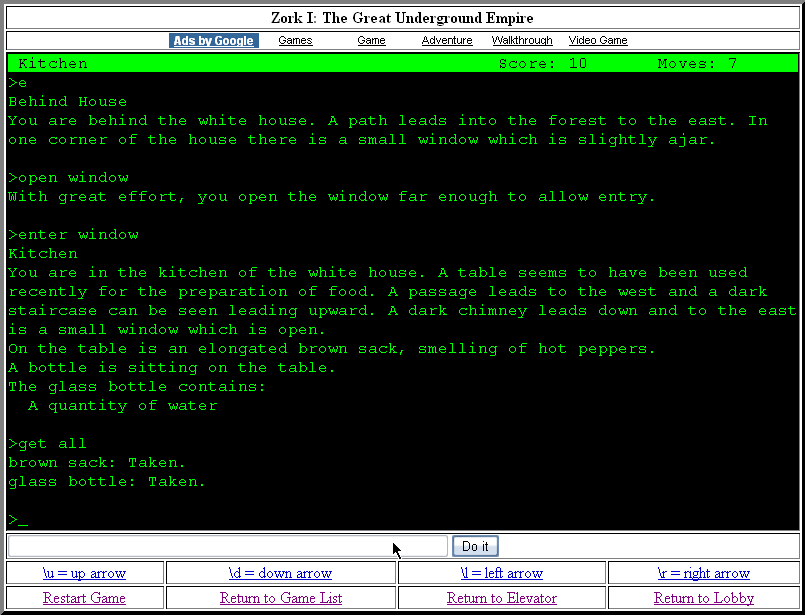 Zork I: The Great Underground Empire
Ads by Google Games Game Adventure Walkthrough Video Game
Kitchen Score: 10 Moves: 7
>e
Behind House
You are behind the white house. A path leads into the forest to the east. In
one corner of the house there is a small window which is slightly ajar.
>open window
With great effort, you open the window far enough to allow entry.
>enter window
Kitchen
You are in the kitchen of the white house. A table seems to have been used
recently for the preparation of food. A passage leads to the west and a dark
staircase can be seen leading upward. A dark chimney leads down and to the east
is a small window which is open.
On the table is an elongated brown sack, smelling of hot peppers.
A bottle is sitting on the table.
The glass bottle contains:
  A quantity of water
>get all
brown sack: Taken.
glass bottle: Taken.
>_
Do it
\u = up arrow \d = down arrow \l = left arrow \r = right arrow
Restart Game Return to Game List Return to Elevator Return to Lobby